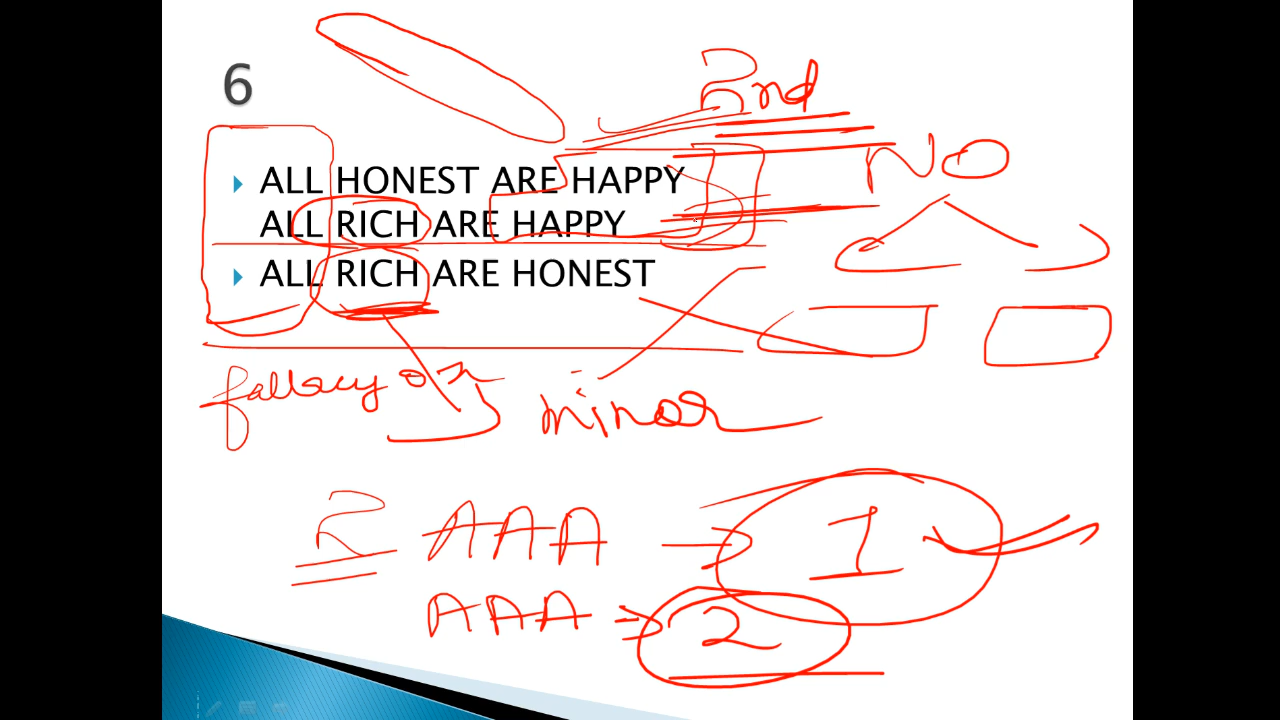 6
2nd
NO
ALL HONEST ARE HAPPY
ALL RICH ARE HAPPY
ALL RICH ARE HONEST
fallacy of
minor
2 AAA 1
AAA 2